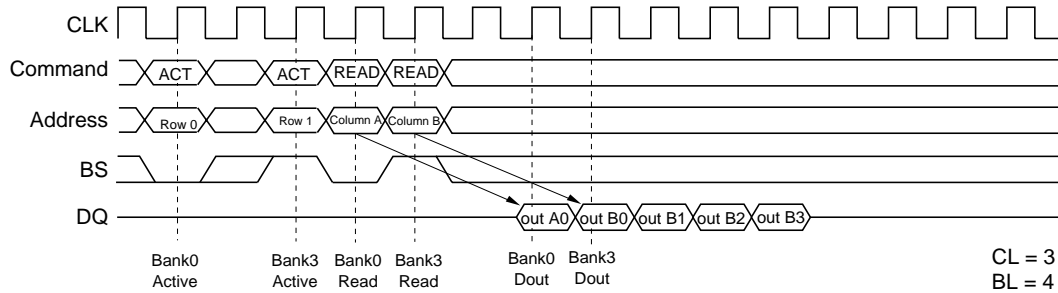 CLK
Command ACT ACT READ READ
Address Row 0 Row 1 Column A Column B
BS
DQ out A0 out B0 out B1 out B2 out B3
Bank0 Bank3 Bank0 Bank3 Bank0 Bank3
Active Active Read Read Dout Dout
CL = 3
BL = 4